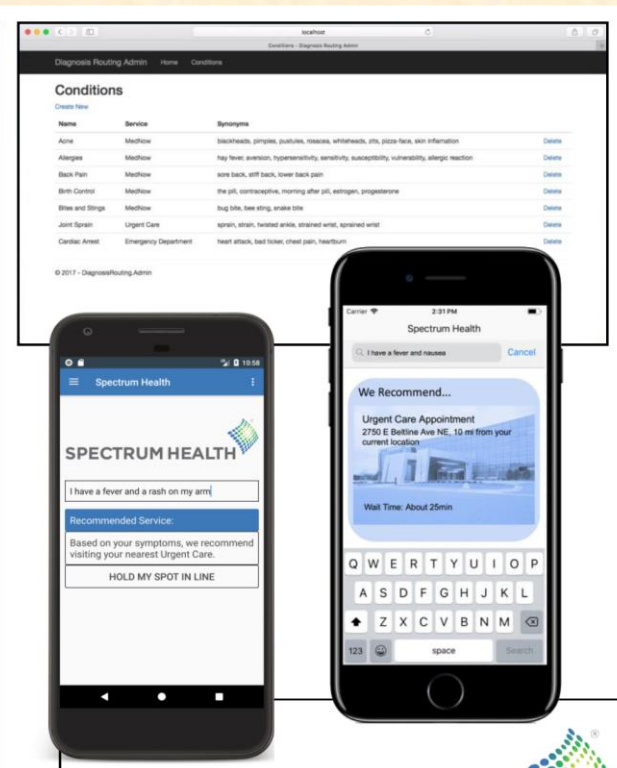 localhost
Conditions - Diagnosis Routing Admin
Diagnosis Routing Admin Home Conditions
Conditions
Create New
Name Service Synonyms
Acne MedNow blackheads, pimples, pustules, rosacea, whiteheads, zits, pizza-face, skin inflamation Delete
Allergies MedNow hay fever, aversion, hypersensitivity, sensitivity, susceptibility, vulnerability, allergic reaction Delete
Back Pain MedNow sore back, stiff back, lower back pain Delete
Birth Control MedNow the pill, contraceptive, morning after pill, estrogen, progesterone Delete
Bites and Stings MedNow bug bite, bee sting, snake bite Delete
Joint Sprain Urgent Care sprain, strain, twisted ankle, strained wrist, sprained wrist Delete
Cardiac Arrest Emergency Department heart attack, bad ticker, chest pain, heartburn Delete
© 2017 - DiagnosisRouting.Admin
10:58
Spectrum Health
SPECTRUM HEALTH
I have a fever and a rash on my arm
Recommended Service:
Based on your symptoms, we recommend
visiting your nearest Urgent Care.
HOLD MY SPOT IN LINE
Carrier 2:31 PM
Spectrum Health
I have a fever and nausea Cancel
We Recommend...
Urgent Care Appointment
2750 E Beltline Ave NE, 10 mi from your
current location
Wait Time: About 25min
Q W E R T Y U I O P
A S D F G H J K L
Z X C V B N M
123 space Search
®